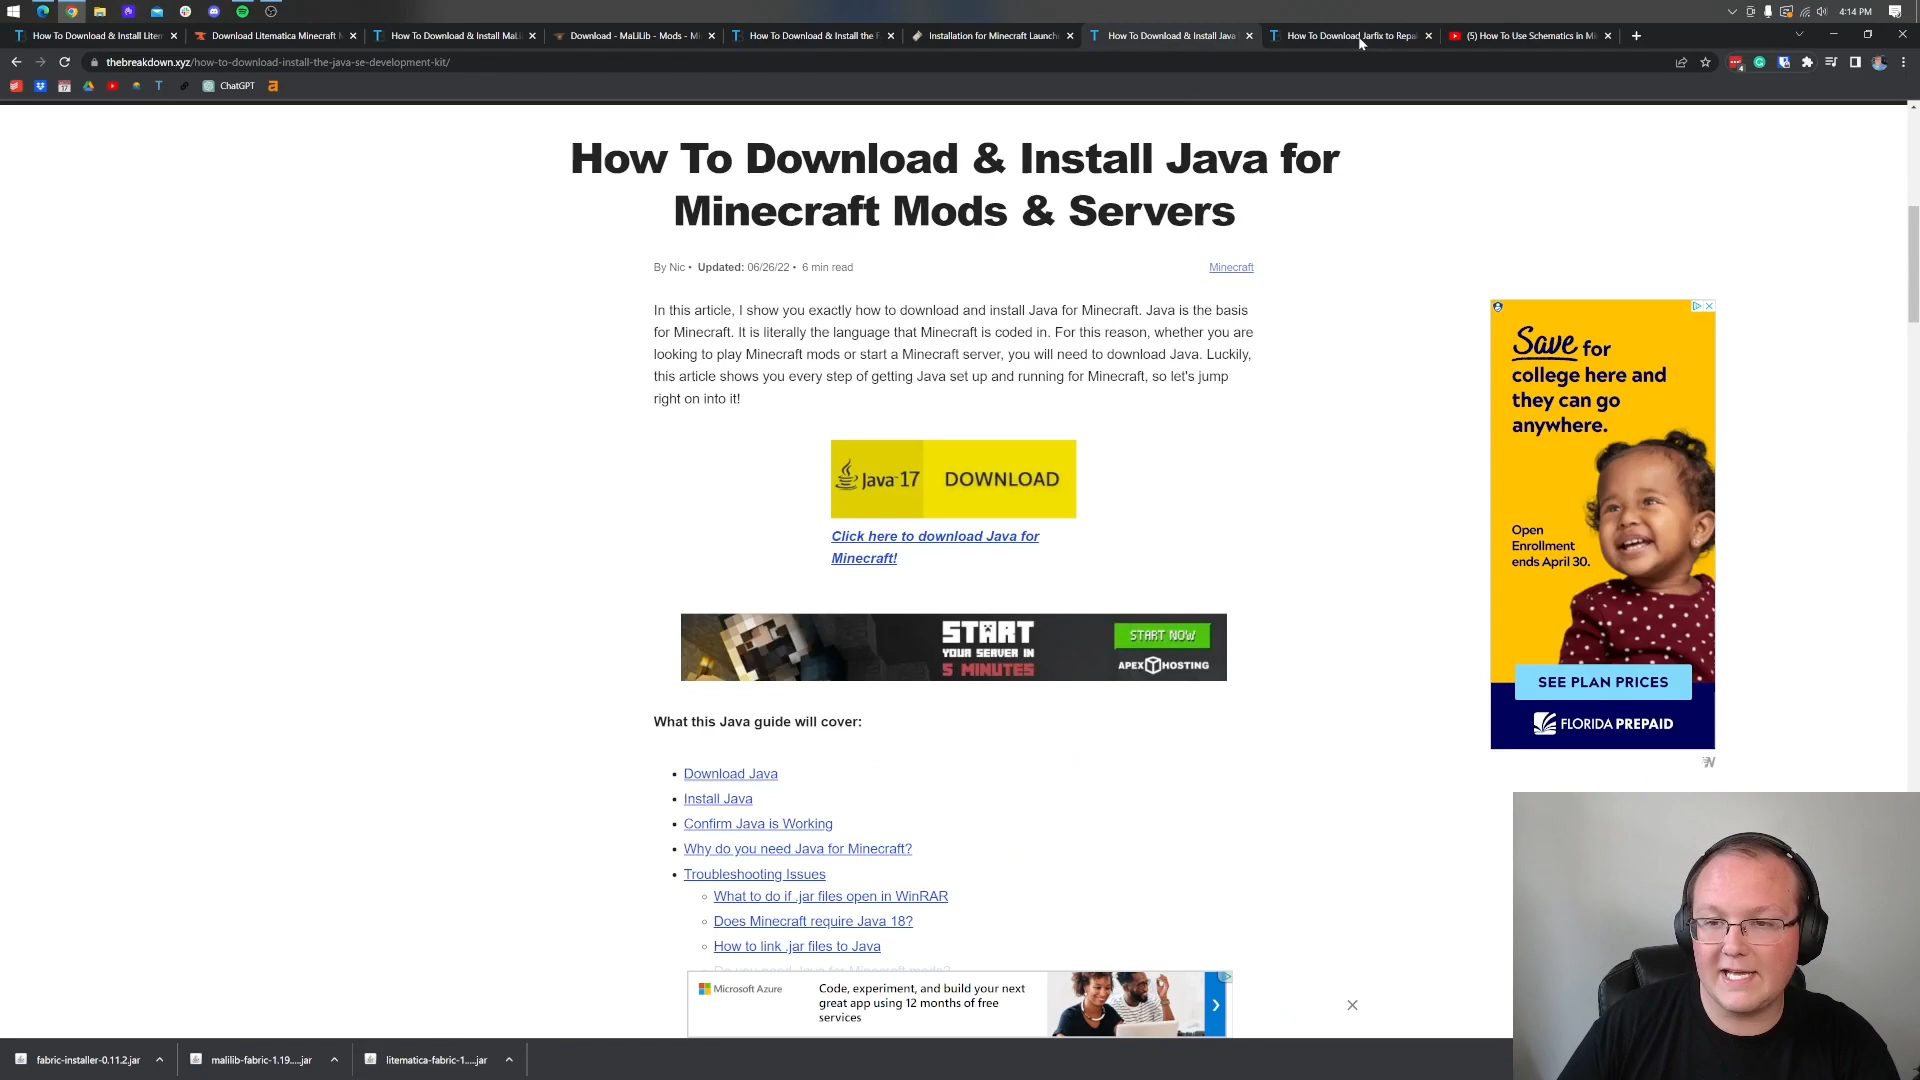 4:14 PM
How To Download & Install Liter
Download Litematica Minecraft M
How To Download & Install MaLi
Download - MaLiLib - Mods - Mi
How To Download & Install the F
Installation for Minecraft Launch
How To Download & Install Java
How To Download Jarfix to Repai
(5) How To Use Schematics in Mi
thebreakdown.xyz/how-to-download-install-the-java-se-development-kit/
ChatGPT
How To Download & Install Java for
Minecraft Mods & Servers
By Nic • Updated: 06/26/22 • 6 min read
Minecraft
In this article, I show you exactly how to download and install Java for Minecraft. Java is the basis
for Minecraft. It is literally the language that Minecraft is coded in. For this reason, whether you are
looking to play Minecraft mods or start a Minecraft server, you will need to download Java. Luckily,
this article shows you every step of getting Java set up and running for Minecraft, so let's jump
right on into it!
Java 17 DOWNLOAD
Click here to download Java for
Minecraft!
START
YOUR SERVER IN
5 MINUTES
START NOW
APEX HOSTING
What this Java guide will cover:
• Download Java
• Install Java
• Confirm Java is Working
• Why do you need Java for Minecraft?
• Troubleshooting Issues
What to do if .jar files open in WinRAR
Does Minecraft require Java 18?
How to link .jar files to Java
Do you need Java for Minecraft mods?
Save for
college here and
they can go
anywhere.
Open
Enrollment
ends April 30.
SEE PLAN PRICES
FLORIDA PREPAID
Microsoft Azure
Code, experiment, and build your next
great app using 12 months of free
services
fabric-installer-0.11.2.jar
malilib-fabric-1.19....jar
litematica-fabric-1....jar